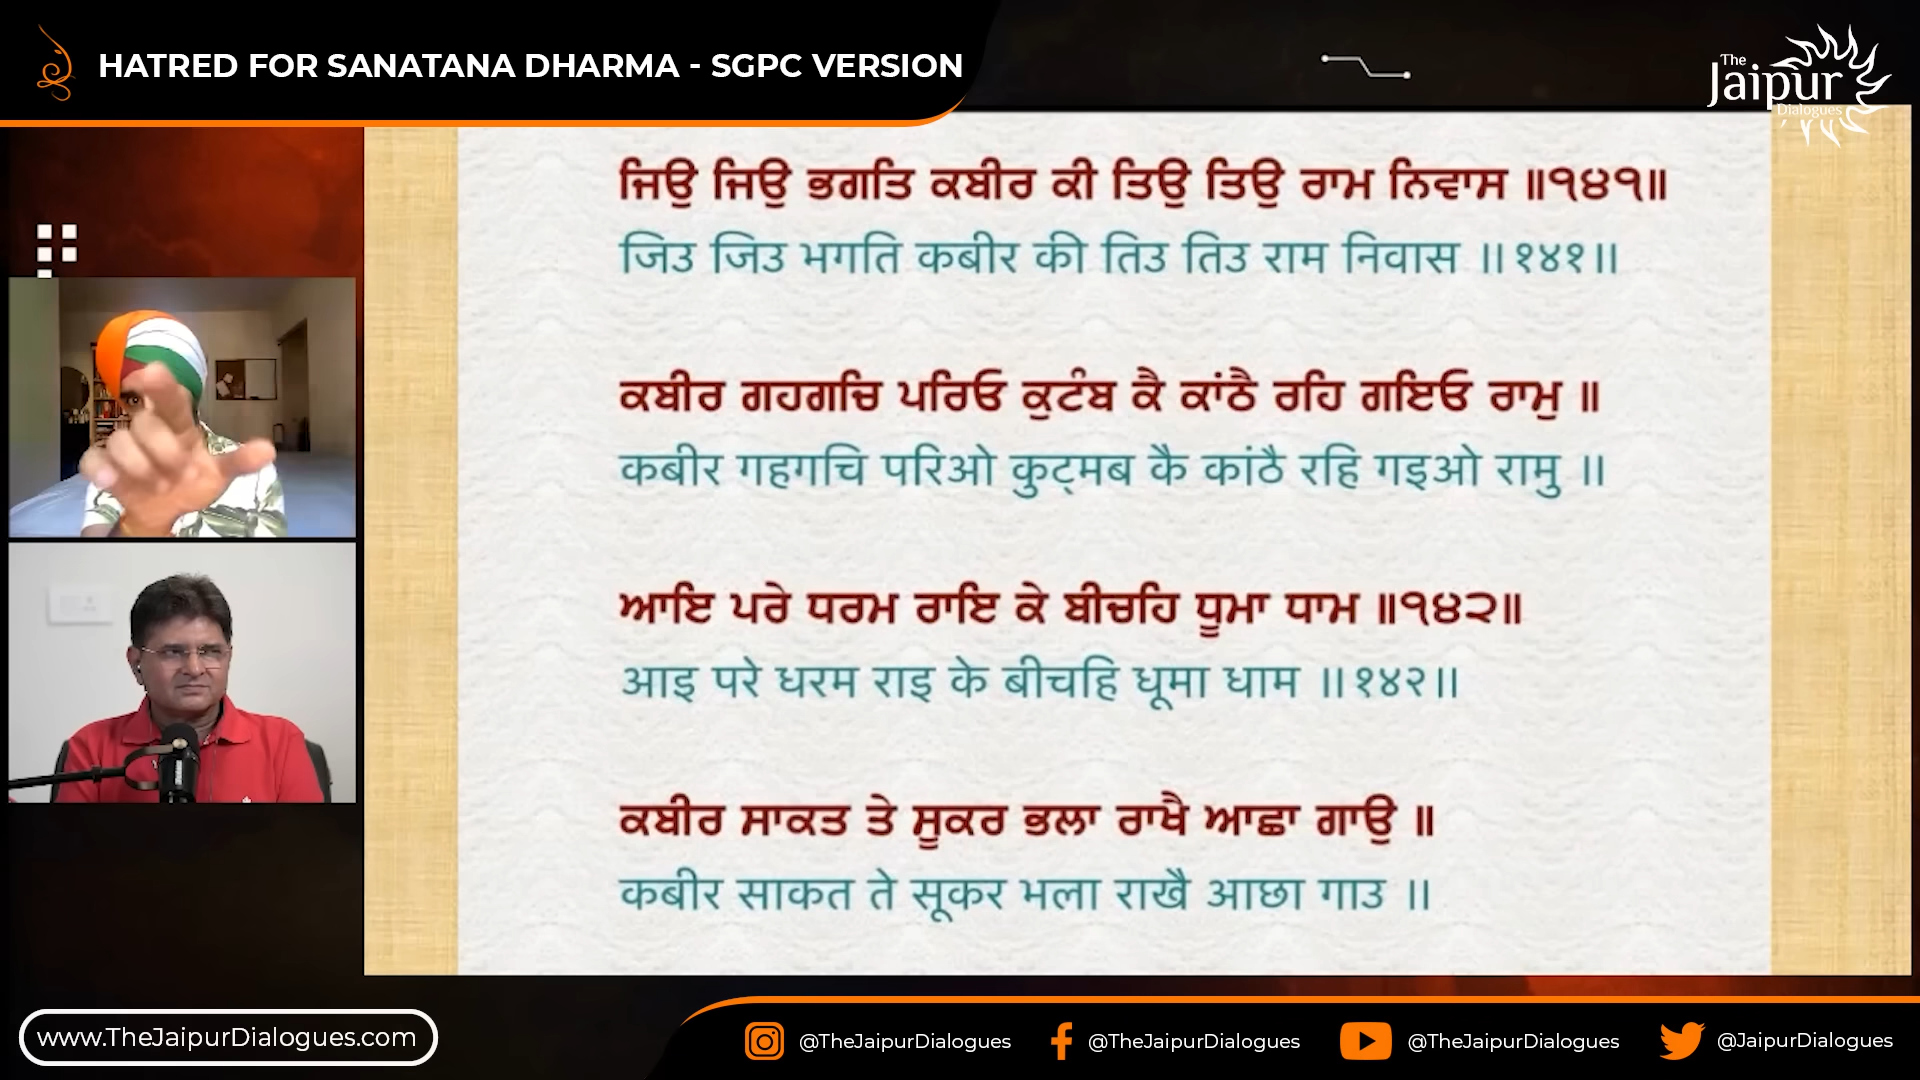 HATRED FOR SANATANA DHARMA - SGPC VERSION
The
Jaipur
Dialogues
ਜਿਉ ਜਿਉ ਭਗਤਿ ਕਬੀਰ ਕੀ ਤਿਉ ਤਿਉ ਰਾਮ ਨਿਵਾਸ ॥੧੪੧॥
जिउ जिउ भगति कबीर की तिउ तिउ राम निवास ॥१४१॥
ਕਬੀਰ ਗਹਗਚਿ ਪਰਿਓ ਕੁਟੰਬ ਕੈ ਕਾਂਠੈ ਰਹਿ ਗਇਓ ਰਾਮੁ ॥
कबीर गहगचि परिओ कुट्मब कै कांठै रहि गइओ रामु ॥
ਆਇ ਪਰੇ ਧਰਮ ਰਾਇ ਕੇ ਬੀਚਹਿ ਧੂਮਾ ਧਾਮ ॥੧੪੨॥
आइ परे धरम राइ के बीचहि धूमा धाम ॥१४२॥
ਕਬੀਰ ਸਾਕਤ ਤੇ ਸੂਕਰ ਭਲਾ ਰਾਖੈ ਆਛਾ ਗਾਉ ॥
कबीर साकत ते सूकर भला राखै आछा गाउ ॥
www.TheJaipurDialogues.com
@TheJaipurDialogues
@TheJaipurDialogues
@TheJaipurDialogues
@JaipurDialogues